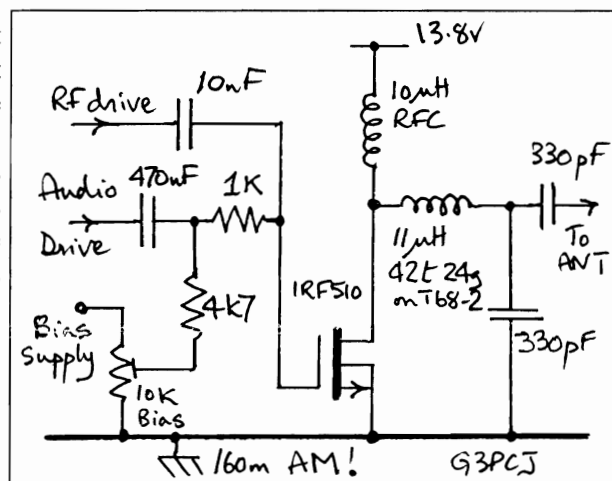 13.8V
10nF
RF drive
10µH
RFC
Audio
Drive
470nF
1K
330pF
To
ANT
11µH
42t 24g
on T68-2
IRF510
4k7
Bias
Supply
10K
Bias
330pF
160m AM!
G3PCJ